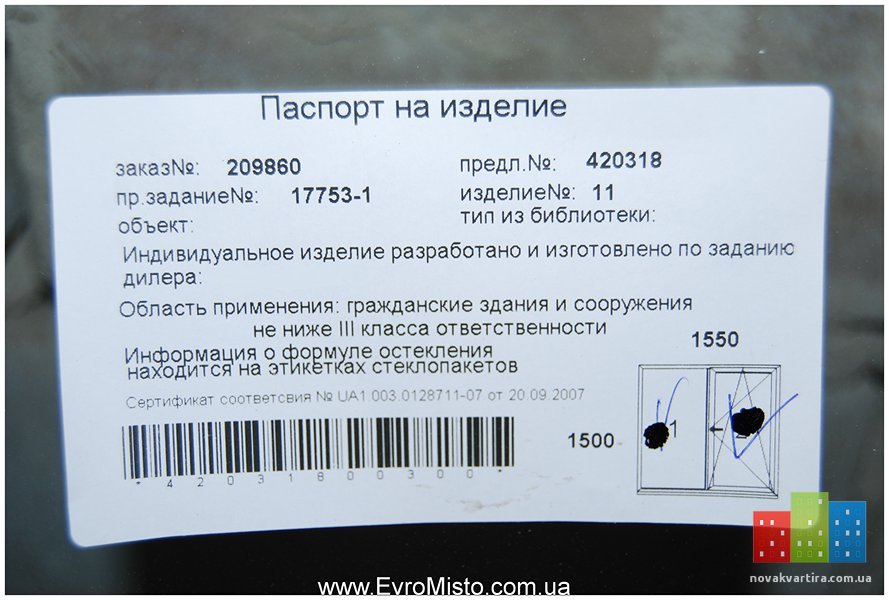 Паспорт на изделие
заказ№: 209860 предл.№: 420318
пр.задание№: 17753-1 изделие№: 11
объект: тип из библиотеки:
Индивидуальное изделие разработано и изготовлено по заданию
дилера:
Область применения: гражданские здания и сооружения
не ниже III класса ответственности
Информация о формуле остекления
находится на этикетках стеклопакетов
Сертификат соответсвия № UA1.003.0128711-07 от 20.09.2007
1550
1500
1
*42031800300*
novakvartira.com.ua
www.EvroMisto.com.ua